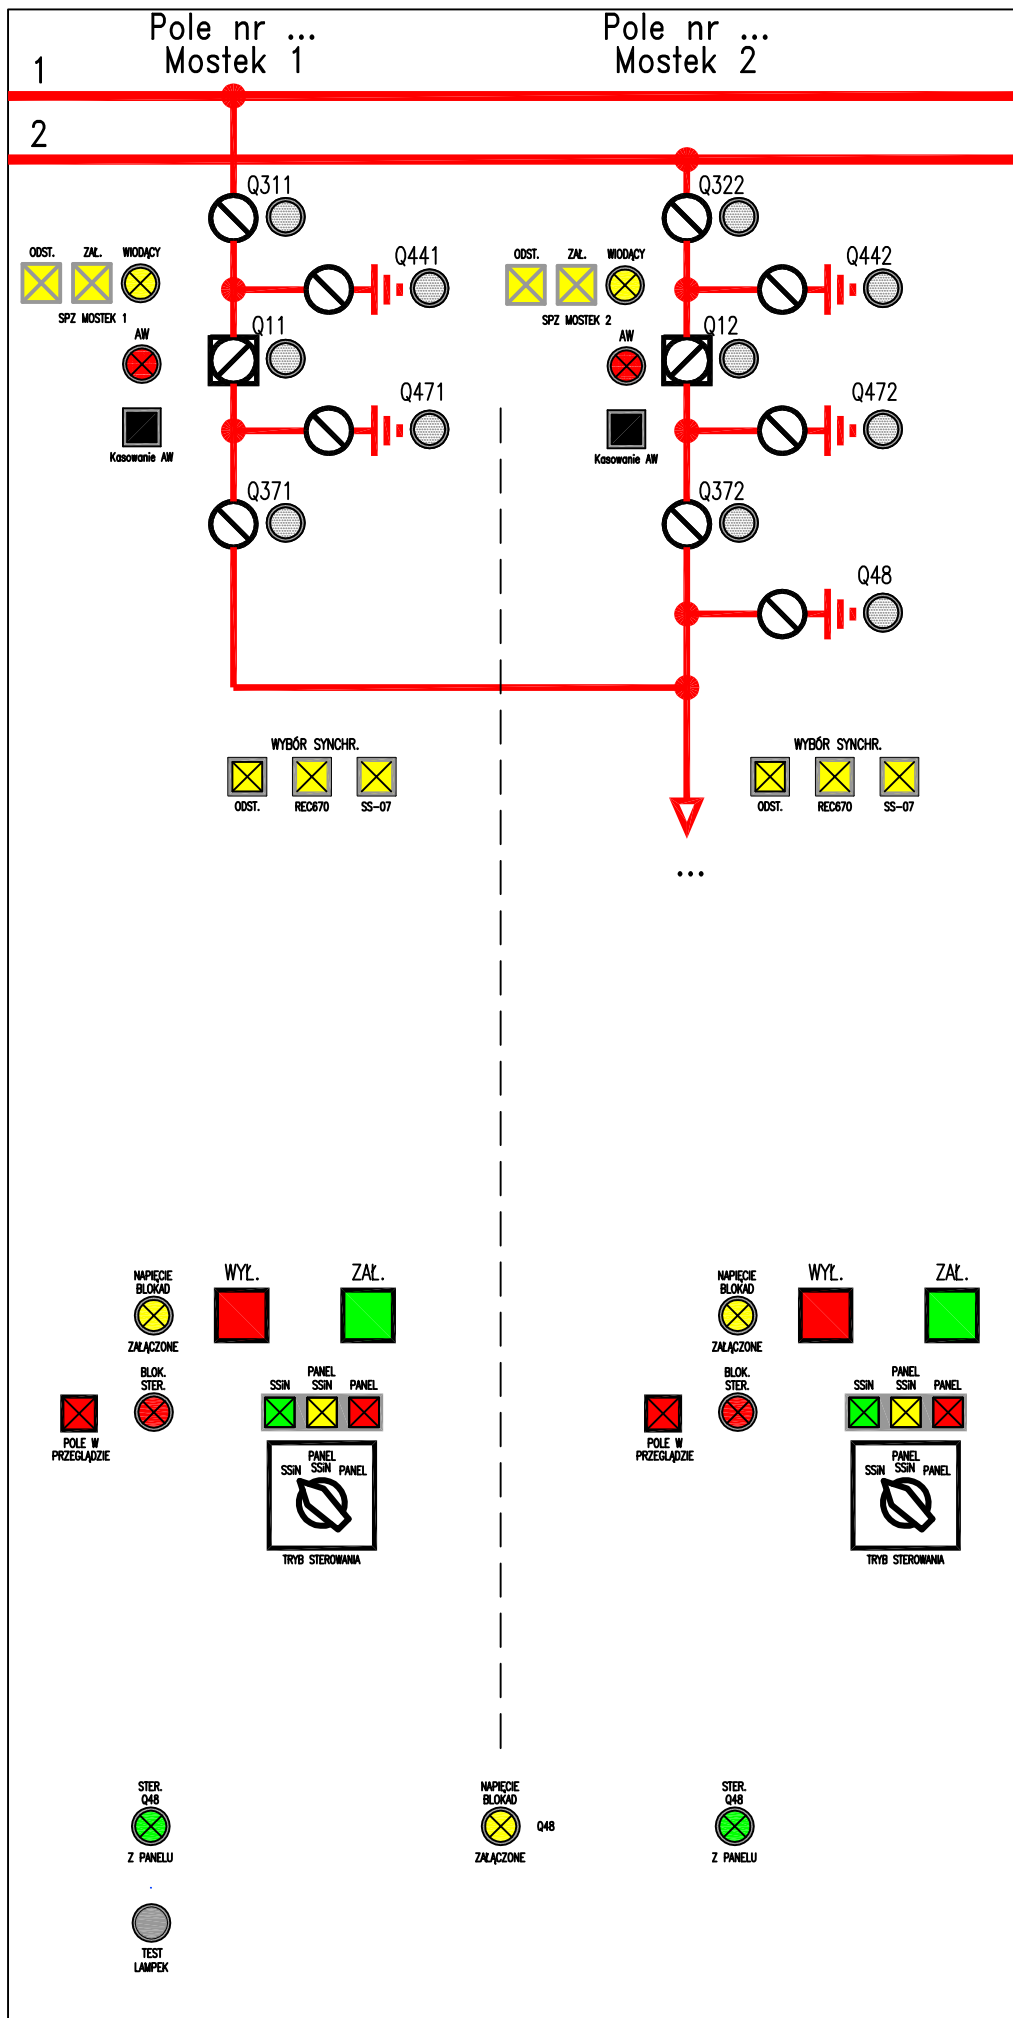 Pole nr ...
Mostek 1
Pole nr ...
Mostek 2
1
2
Q311
Q322
ODST.
ZAŁ.
WIODĄCY
Q441
ODST.
ZAŁ.
WIODĄCY
Q442
SPZ MOSTEK 1
Q11
SPZ MOSTEK 2
Q12
AW
AW
Q471
Q472
Kasowanie AW
Kasowanie AW
Q371
Q372
Q48
WYBÓR SYNCHR.
WYBÓR SYNCHR.
ODST.
REC670
SS-07
ODST.
REC670
SS-07
...
NAPIĘCIE
BLOKAD
WYŁ.
ZAŁ.
NAPIĘCIE
BLOKAD
WYŁ.
ZAŁ.
ZAŁĄCZONE
ZAŁĄCZONE
BLOK.
STER.
SSiN
PANEL
SSiN
PANEL
BLOK.
STER.
SSiN
PANEL
SSiN
PANEL
POLE W
PRZEGLĄDZIE
POLE W
PRZEGLĄDZIE
SSiN
PANEL
SSiN
PANEL
SSiN
PANEL
SSiN
PANEL
TRYB STEROWANIA
TRYB STEROWANIA
STER.
Q48
NAPIĘCIE
BLOKAD
STER.
Q48
Q48
Z PANELU
ZAŁĄCZONE
Z PANELU
TEST
LAMPEK